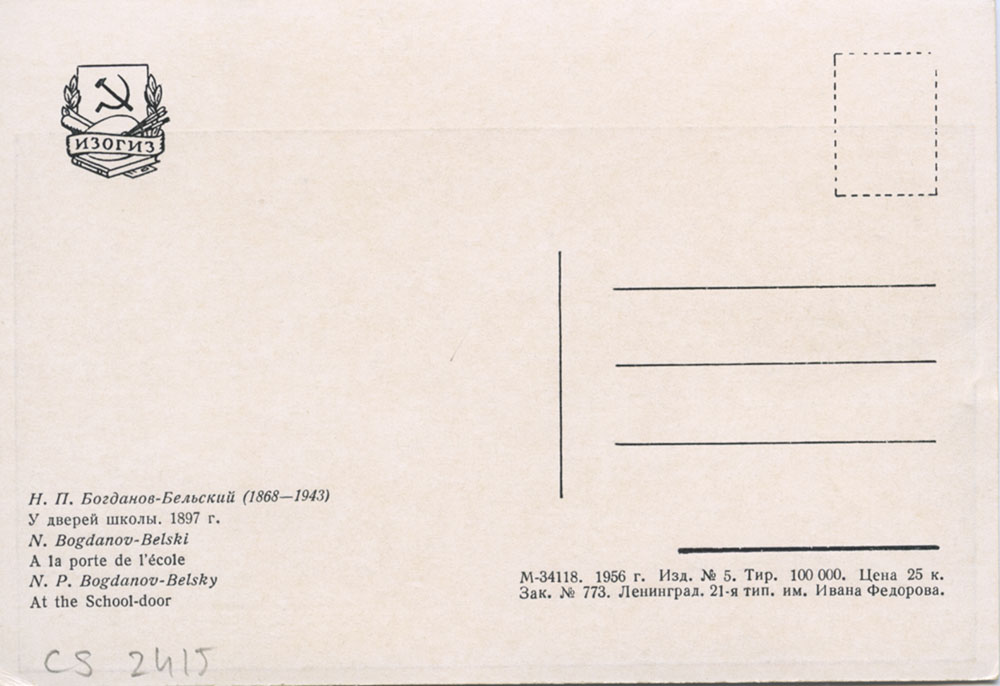 ИЗОГИЗ
Н. П. Богданов-Бельский (1868—1943)
У дверей школы. 1897 г.
N. Bogdanov-Belski
A la porte de l'école
N. P. Bogdanov-Belsky
At the School-door
М-34118. 1956 г. Изд. № 5. Тир. 100 000. Цена 25 к.
Зак. № 773. Ленинград. 21-я тип. им. Ивана Федорова.
CS 2415